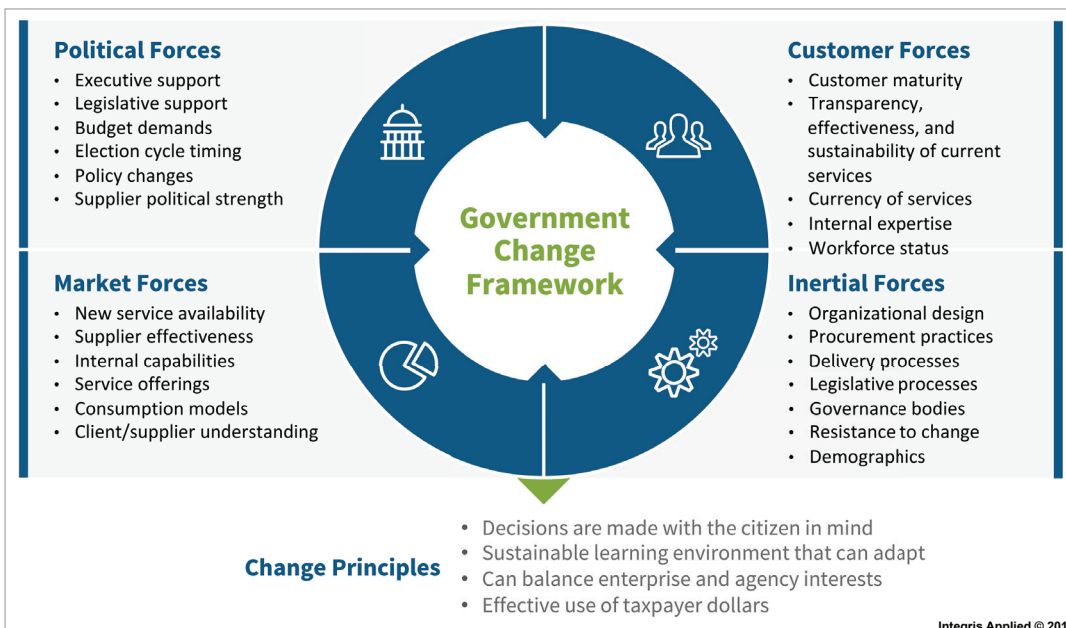 Political Forces
• Executive support
• Legislative support
• Budget demands
• Election cycle timing
• Policy changes
• Supplier political strength
Customer Forces
• Customer maturity
• Transparency,
effectiveness, and
sustainability of current
services
• Currency of services
• Internal expertise
• Workforce status
Government
Change
Framework
Market Forces
• New service availability
• Supplier effectiveness
• Internal capabilities
• Service offerings
• Consumption models
• Client/supplier understanding
Inertial Forces
• Organizational design
• Procurement practices
• Delivery processes
• Legislative processes
• Governance bodies
• Resistance to change
• Demographics
Change Principles
• Decisions are made with the citizen in mind
• Sustainable learning environment that can adapt
• Can balance enterprise and agency interests
• Effective use of taxpayer dollars
Integris Applied ©